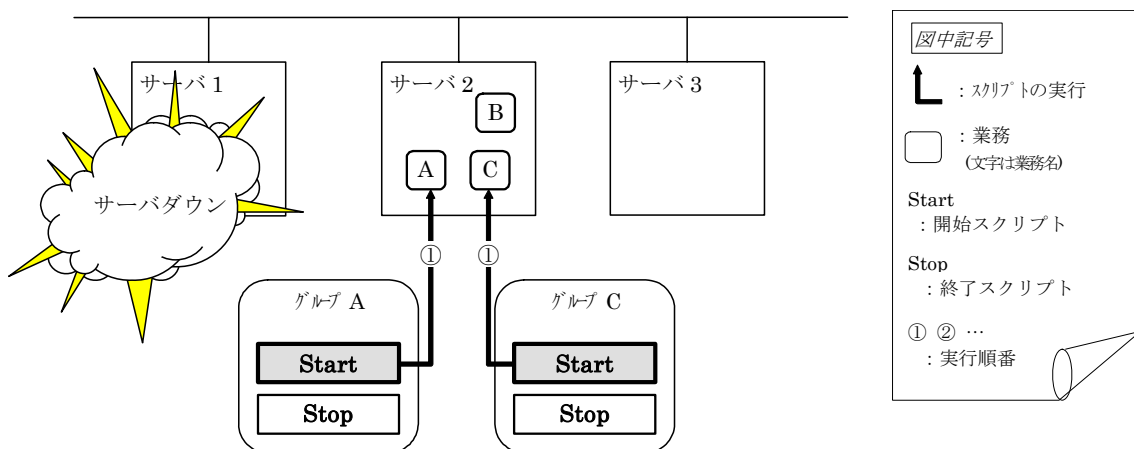 サーバ 1
サーバ 2
サーバ 3
B
A
C
サーバダウン
①
①
グループ A
グループ C
Start
Start
Stop
Stop
図中記号
：スクリプトの実行
：業務
(文字は業務名)
Start
：開始スクリプト
Stop
：終了スクリプト
① ② …
：実行順番